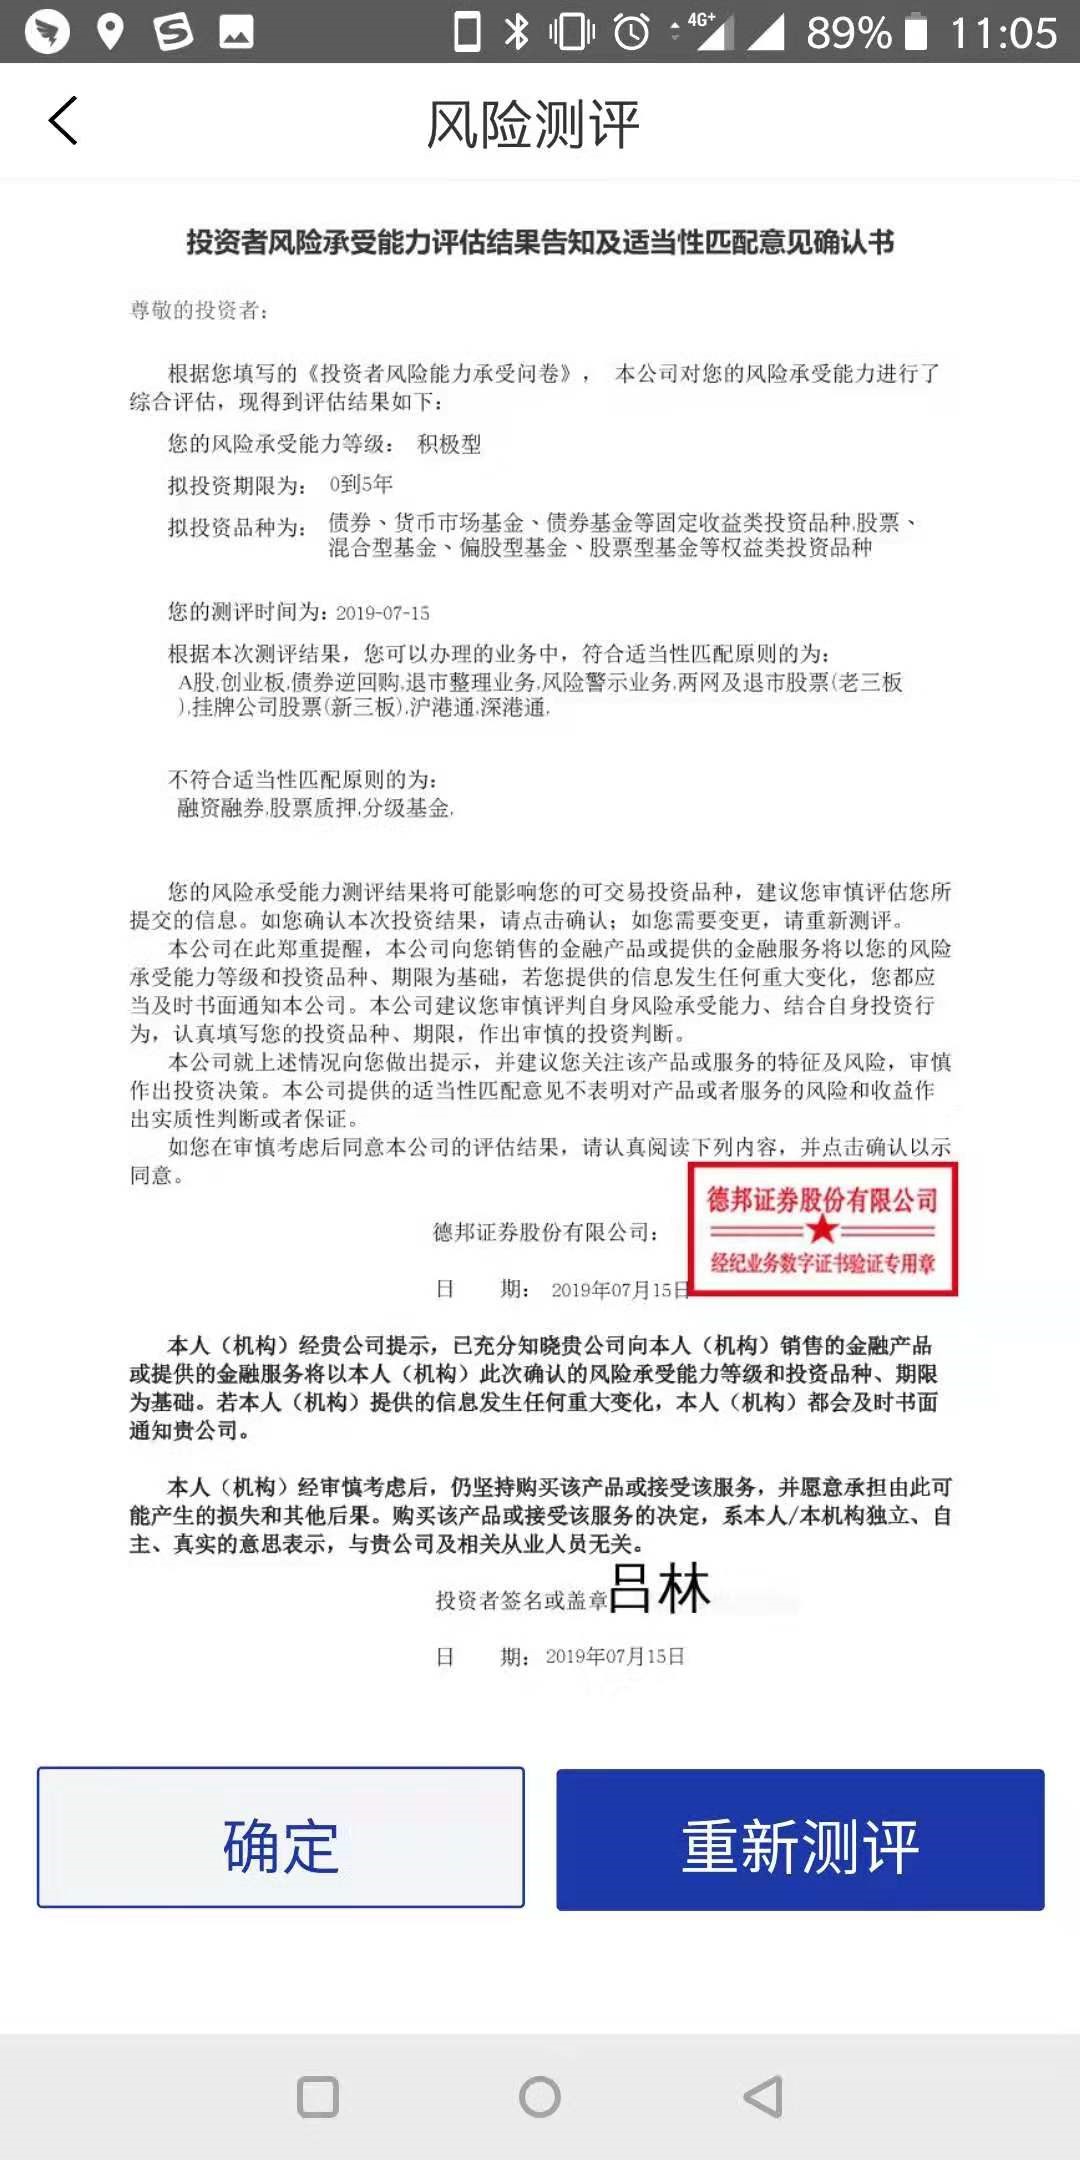 4G+ 89% 11:05
风险测评
投资者风险承受能力评估结果告知及适当性匹配意见确认书
尊敬的投资者：
根据您填写的《投资者风险能力承受问卷》， 本公司对您的风险承受能力进行了
综合评估，现得到评估结果如下：
您的风险承受能力等级： 积极型
拟投资期限为： 0到5年
拟投资品种为： 债券、货币市场基金、债券基金等固定收益类投资品种,股票、
混合型基金、偏股型基金、股票型基金等权益类投资品种
您的测评时间为：2019-07-15
根据本次测评结果，您可以办理的业务中，符合适当性匹配原则的为：
A股,创业板,债券逆回购,退市整理业务,风险警示业务,两网及退市股票(老三板
),挂牌公司股票(新三板),沪港通,深港通,
不符合适当性匹配原则的为：
融资融券,股票质押,分级基金,
您的风险承受能力测评结果将可能影响您的可交易投资品种，建议您审慎评估您所
提交的信息。如您确认本次投资结果，请点击确认；如您需要变更，请重新测评。
本公司在此郑重提醒，本公司向您销售的金融产品或提供的金融服务将以您的风险
承受能力等级和投资品种、期限为基础，若您提供的信息发生任何重大变化，您都应
当及时书面通知本公司。本公司建议您审慎评判自身风险承受能力、结合自身投资行
为，认真填写您的投资品种、期限，作出审慎的投资判断。
本公司就上述情况向您做出提示，并建议您关注该产品或服务的特征及风险，审慎
作出投资决策。本公司提供的适当性匹配意见不表明对产品或者服务的风险和收益作
出实质性判断或者保证。
如您在审慎考虑后同意本公司的评估结果，请认真阅读下列内容，并点击确认以示
同意。
德邦证券股份有限公司
经纪业务数字证书验证专用章
德邦证券股份有限公司：
日 期： 2019年07月15日
本人（机构）经贵公司提示，已充分知晓贵公司向本人（机构）销售的金融产品
或提供的金融服务将以本人（机构）此次确认的风险承受能力等级和投资品种、期限
为基础。若本人（机构）提供的信息发生任何重大变化，本人（机构）都会及时书面
通知贵公司。
本人（机构）经审慎考虑后，仍坚持购买该产品或接受该服务，并愿意承担由此可
能产生的损失和其他后果。购买该产品或接受该服务的决定，系本人/本机构独立、自
主、真实的意思表示，与贵公司及相关从业人员无关。
投资者签名或盖章吕林
日 期： 2019年07月15日
确定
重新测评